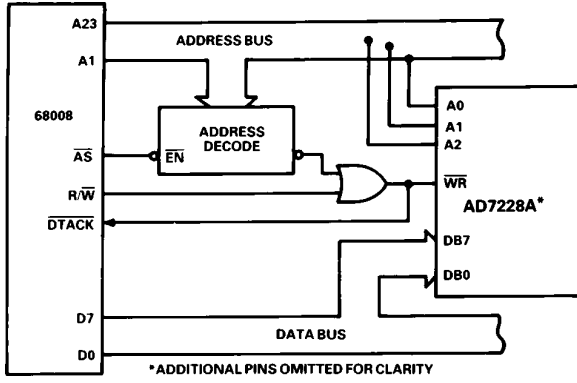 A23
ADDRESS BUS
A1
A0
68008
A1
ADDRESS DECODE
A2
AS
EN
R/W
WR
AD7228A*
DTACK
DB7
DB0
D7
DATA BUS
D0
*ADDITIONAL PINS OMITTED FOR CLARITY